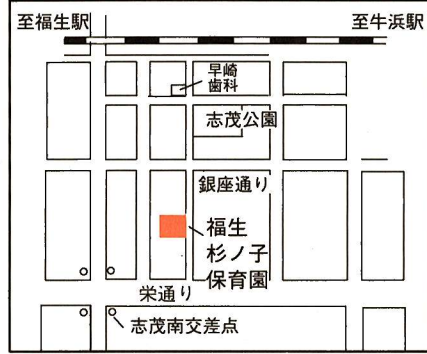 至福生駅
至牛浜駅
早崎
歯科
志茂公園
銀座通り
福生
杉ノ子
保育園
栄通り
志茂南交差点